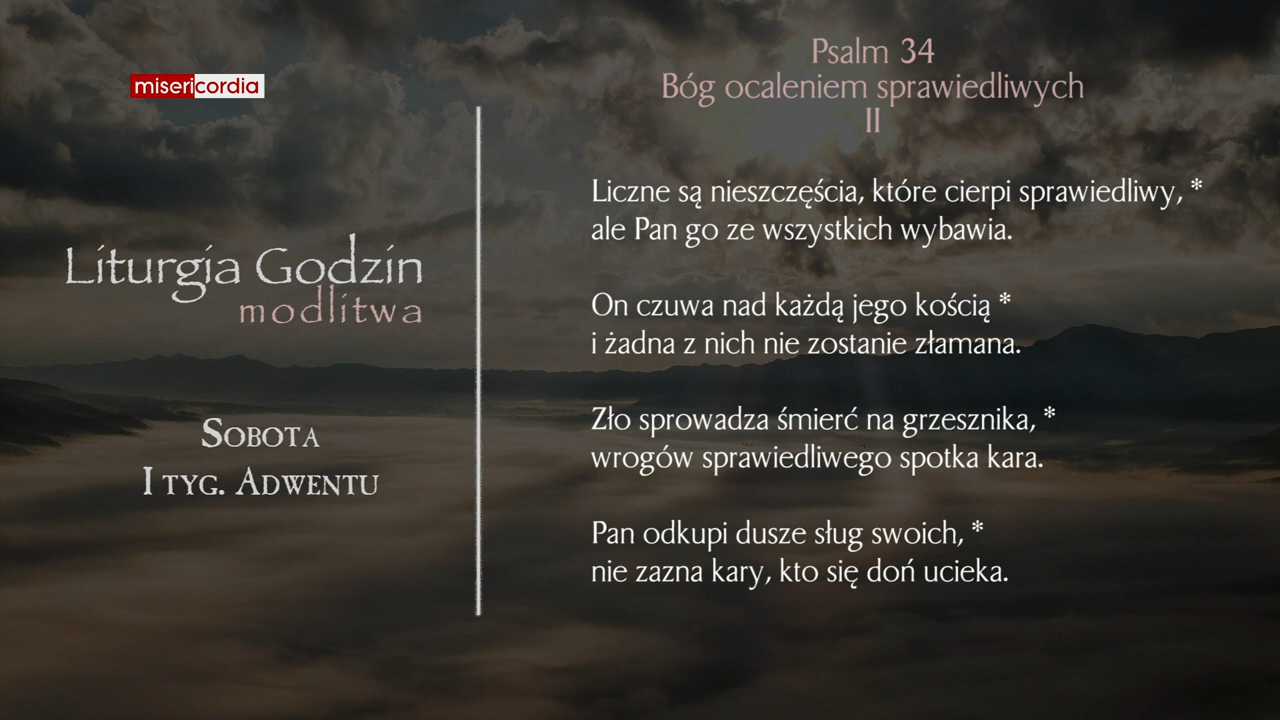 misericordia
Liturgia Godzin
modlitwa
Sobota
I tyg. Adwentu
Psalm 34
Bóg ocaleniem sprawiedliwych
II
Liczne są nieszczęścia, które cierpi sprawiedliwy, *
ale Pan go ze wszystkich wybawia.
On czuwa nad każdą jego kością *
i żadna z nich nie zostanie złamana.
Zło sprowadza śmierć na grzesznika, *
wrogów sprawiedliwego spotka kara.
Pan odkupi dusze sług swoich, *
nie zazna kary, kto się doń ucieka.